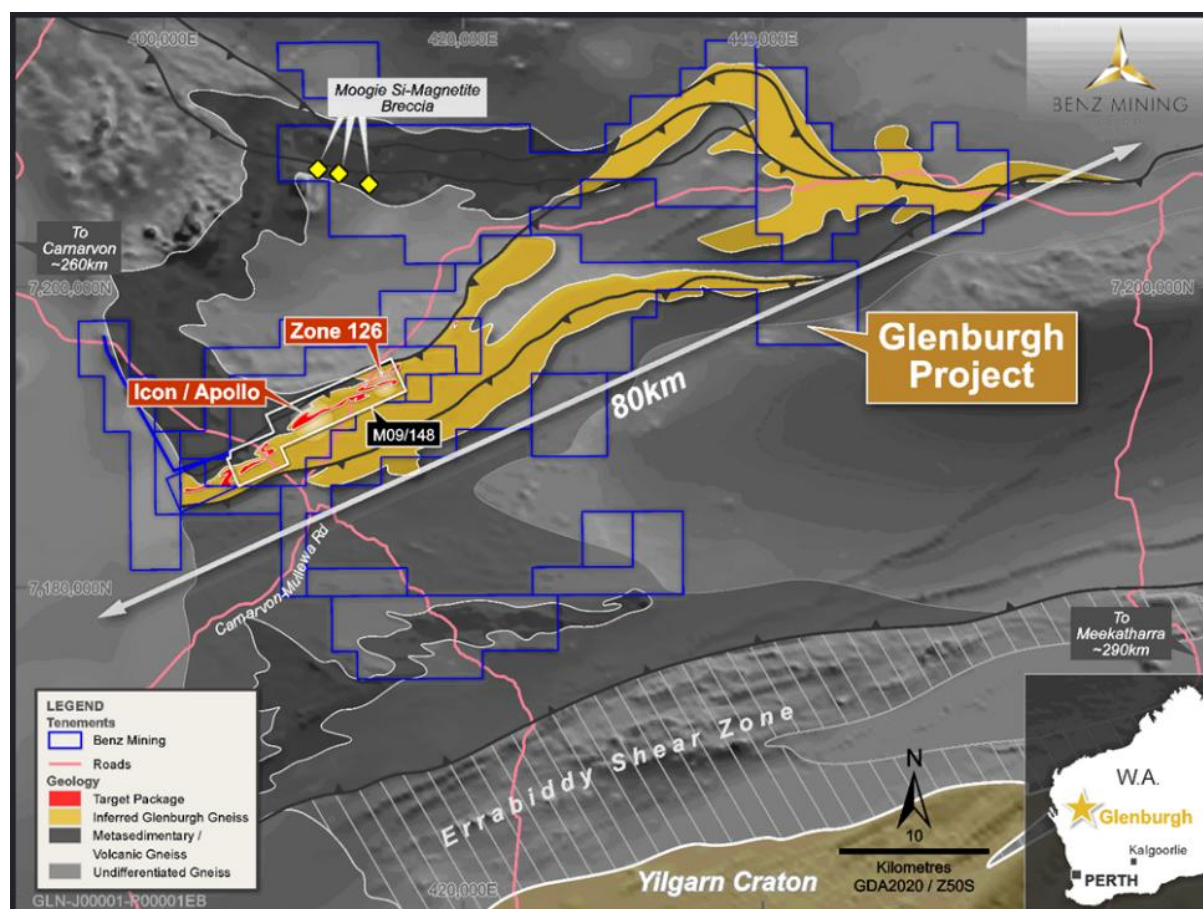 400,000E
420,000E
440,000E
BENZ MINING
Moogie Si-Magnetite
Breccia
To
Carnarvon
~260km
7,200,000N
7,200,000N
Zone 126
Icon / Apollo
M09/148
Glenburgh
Project
80km
7,180,000N
Carnarvon-Mullewa Rd
To
Meekatharra
~290km
Errabiddy Shear Zone
Yilgarn Craton
420,000E
N
10
Kilometres
GDA2020 / Z50S
LEGEND
Tenements
Benz Mining
Roads
Geology
Target Package
Inferred Glenburgh Gneiss
Metasedimentary /
Volcanic Gneiss
Undifferentiated Gneiss
GLN-J00001-P00001EB
W.A.
Glenburgh
Kalgoorlie
PERTH